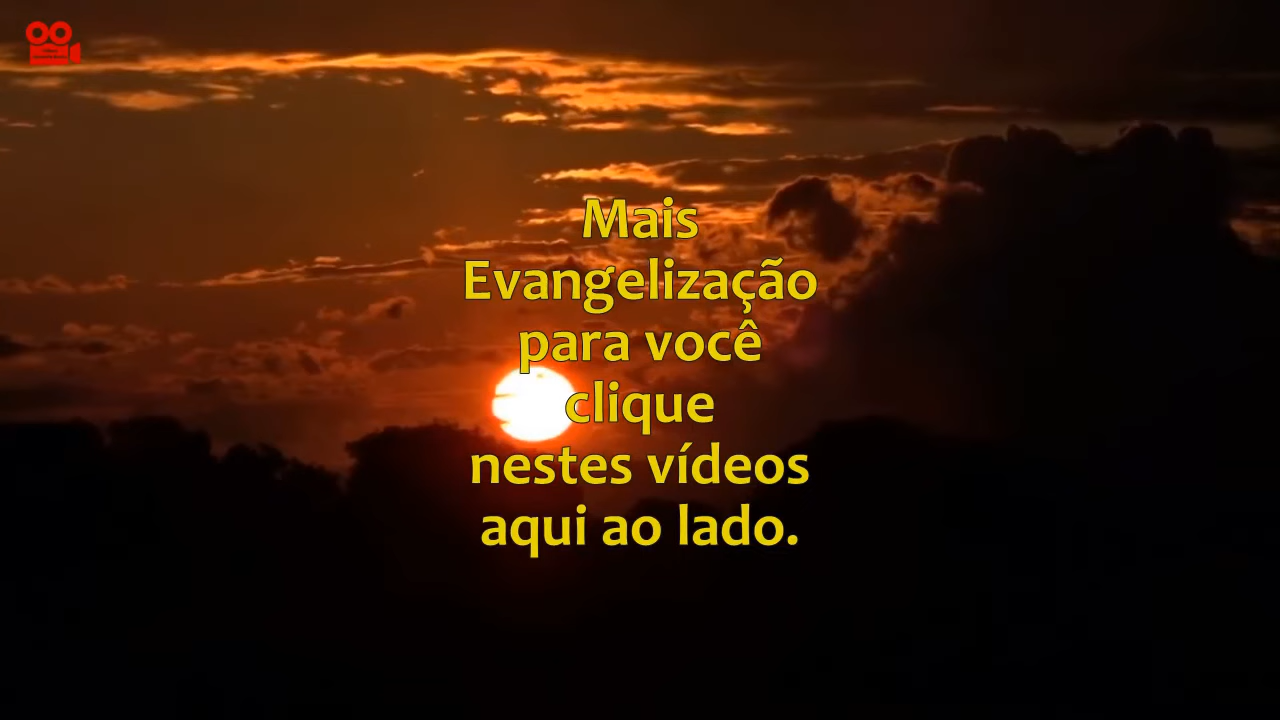 Mais
Evangelização
para você
clique
nestes vídeos
aqui ao lado.